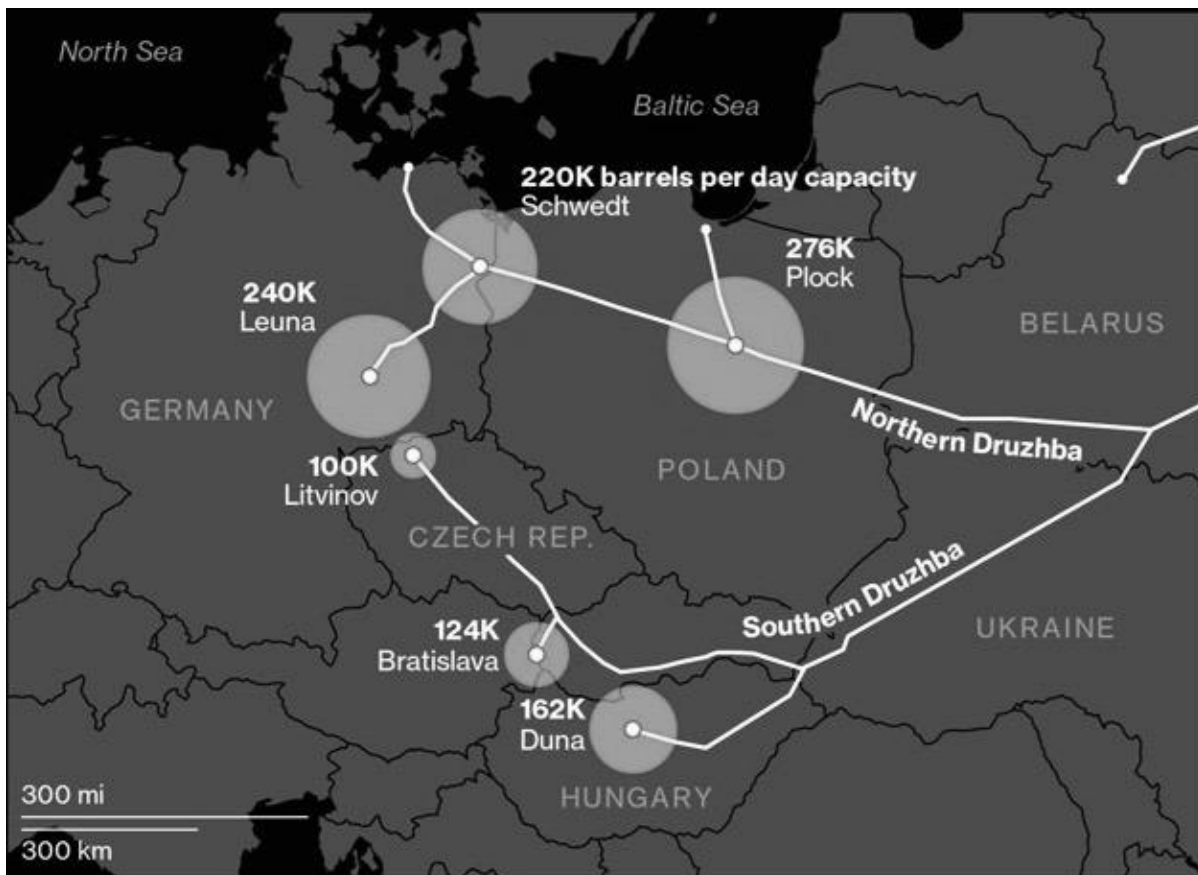 North Sea
Baltic Sea
220K barrels per day capacity
Schwedt
276K
Plock
240K
Leuna
BELARUS
GERMANY
Northern Druzhba
100K
Litvinov
POLAND
CZECH REP.
Southern Druzhba
124K
Bratislava
UKRAINE
162K
Duna
HUNGARY
300 mi
300 km